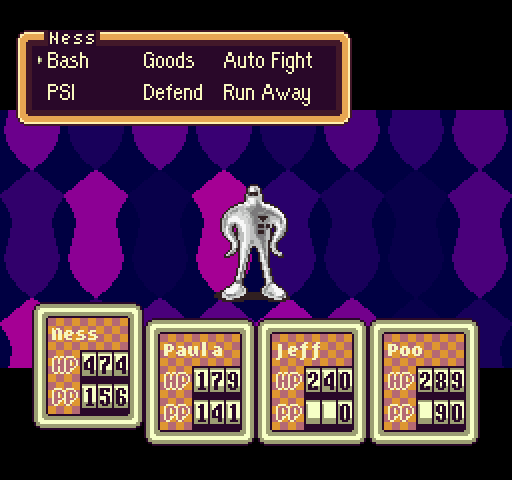 Ness
Bash Goods Auto Fight
PSI Defend Run Away
Ness
HP 474
PP 156
Paula
HP 179
PP 141
Jeff
HP 240
PP 0
Poo
HP 289
PP 90